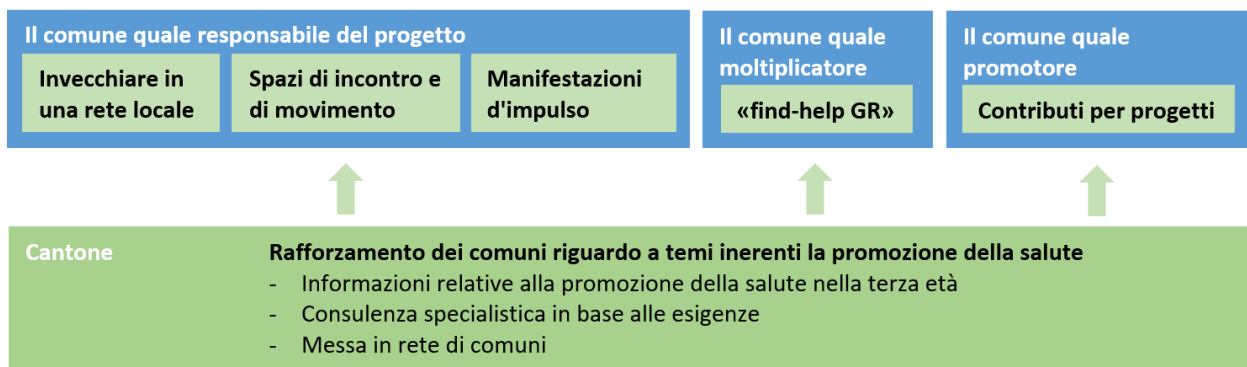 Il comune quale responsabile del progetto
Invecchiare in
una rete locale
Spazi di incontro e
di movimento
Manifestazioni
d'impulso
Il comune quale
moltiplicatore
«find-help GR»
Il comune quale
promotore
Contributi per progetti
Cantone
Rafforzamento dei comuni riguardo a temi inerenti la promozione della salute
- Informazioni relative alla promozione della salute nella terza età
- Consulenza specialistica in base alle esigenze
- Messa in rete di comuni